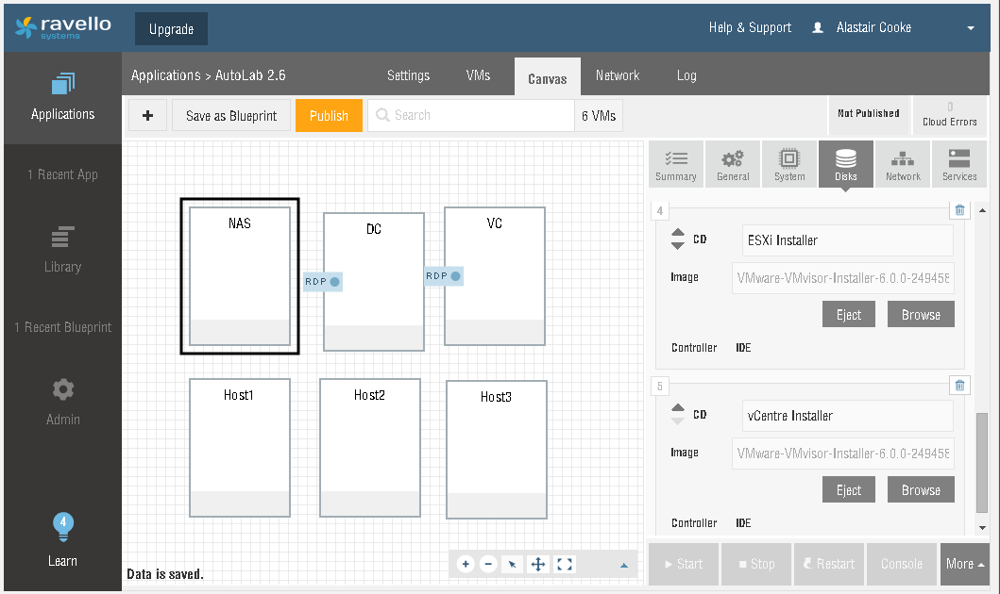 ravello
systems
Upgrade
Help & Support
Alastair Cooke
Applications
1 Recent App
Library
1 Recent Blueprint
Admin
4
Learn
Applications > AutoLab 2.6
Settings
VMs
Canvas
Network
Log
+
Save as Blueprint
Publish
Search
6 VMs
Not Published
0
Cloud Errors
NAS
DC
VC
RDP
RDP
Host1
Host2
Host3
Data is saved.
Summary
General
System
Disks
Network
Services
4
CD
ESXi Installer
Image
VMware-VMvisor-Installer-6.0.0-249458
Eject
Browse
Controller
IDE
5
CD
vCentre Installer
Image
VMware-VMvisor-Installer-6.0.0-249458
Eject
Browse
Controller
IDE
Start
Stop
Restart
Console
More